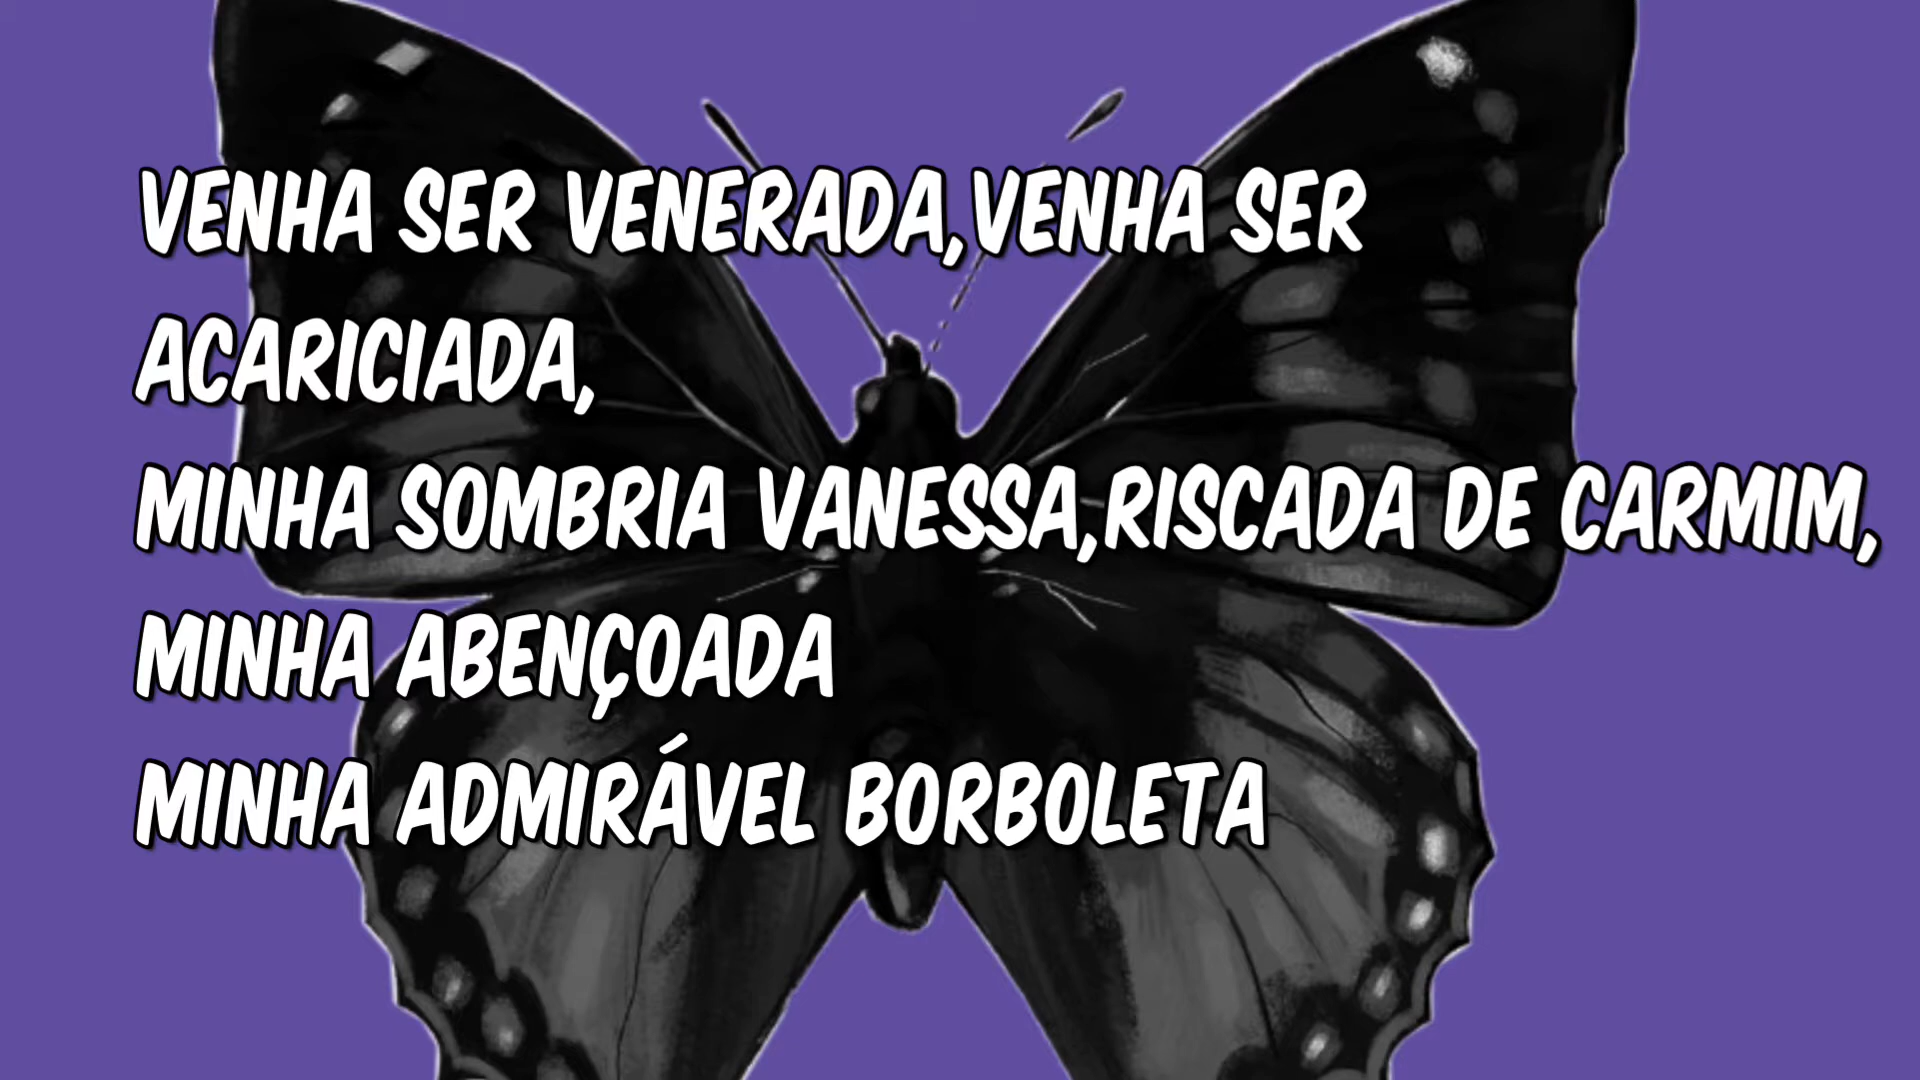 VENHA SER VENERADA,VENHA SER
ACARICIADA,
MINHA SOMBRIA VANESSA,RISCADA DE CARMIM,
MINHA ABENÇOADA
MINHA ADMIRÁVEL BORBOLETA